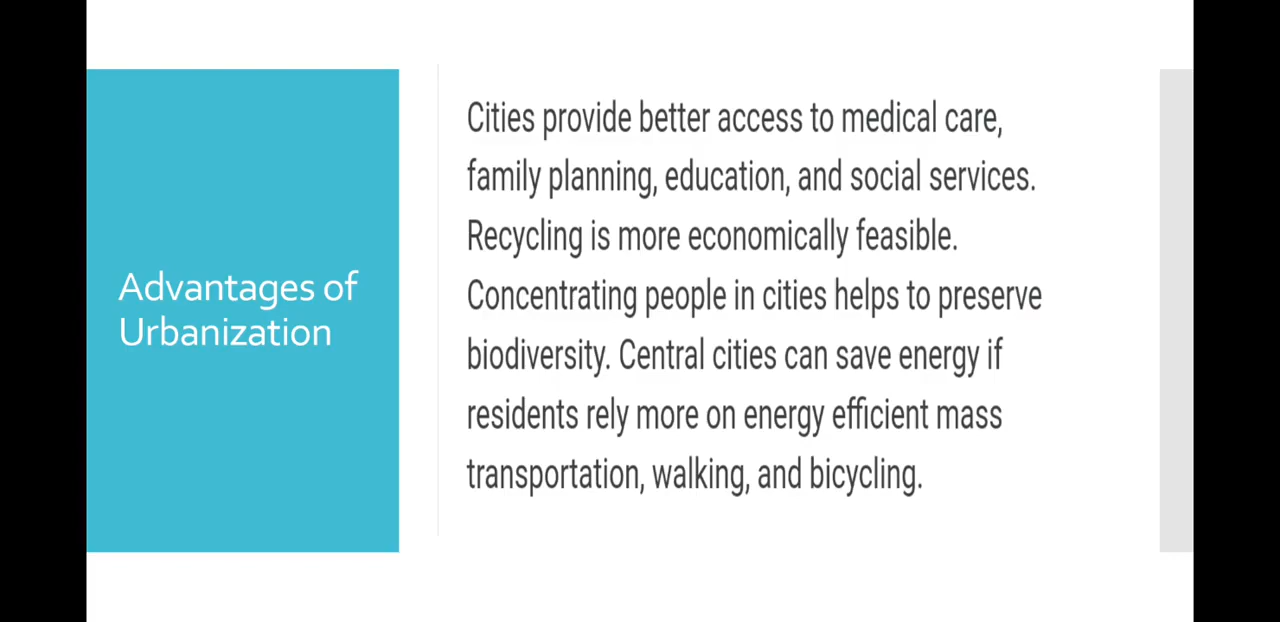 Advantages of
Urbanization
Cities provide better access to medical care,
family planning, education, and social services.
Recycling is more economically feasible.
Concentrating people in cities helps to preserve
biodiversity. Central cities can save energy if
residents rely more on energy efficient mass
transportation, walking, and bicycling.